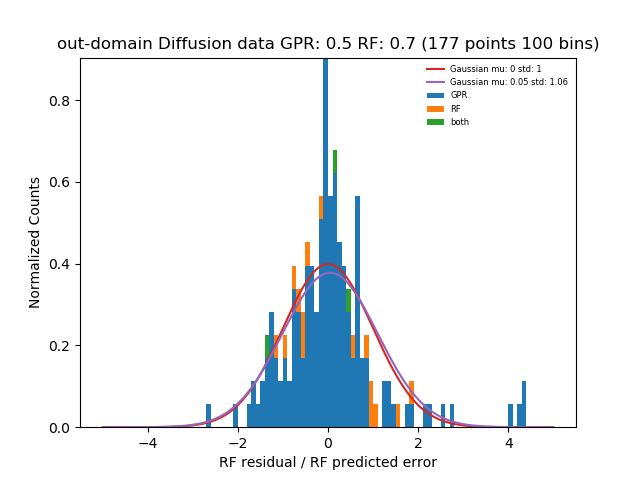 out-domain Diffusion data GPR: 0.5 RF: 0.7 (177 points 100 bins)
Gaussian mu: 0 std: 1
Gaussian mu: 0.05 std: 1.06
GPR
RF
both
Normalized Counts
0.8
0.6
0.4
0.2
0.0
−4
−2
0
2
4
RF residual / RF predicted error